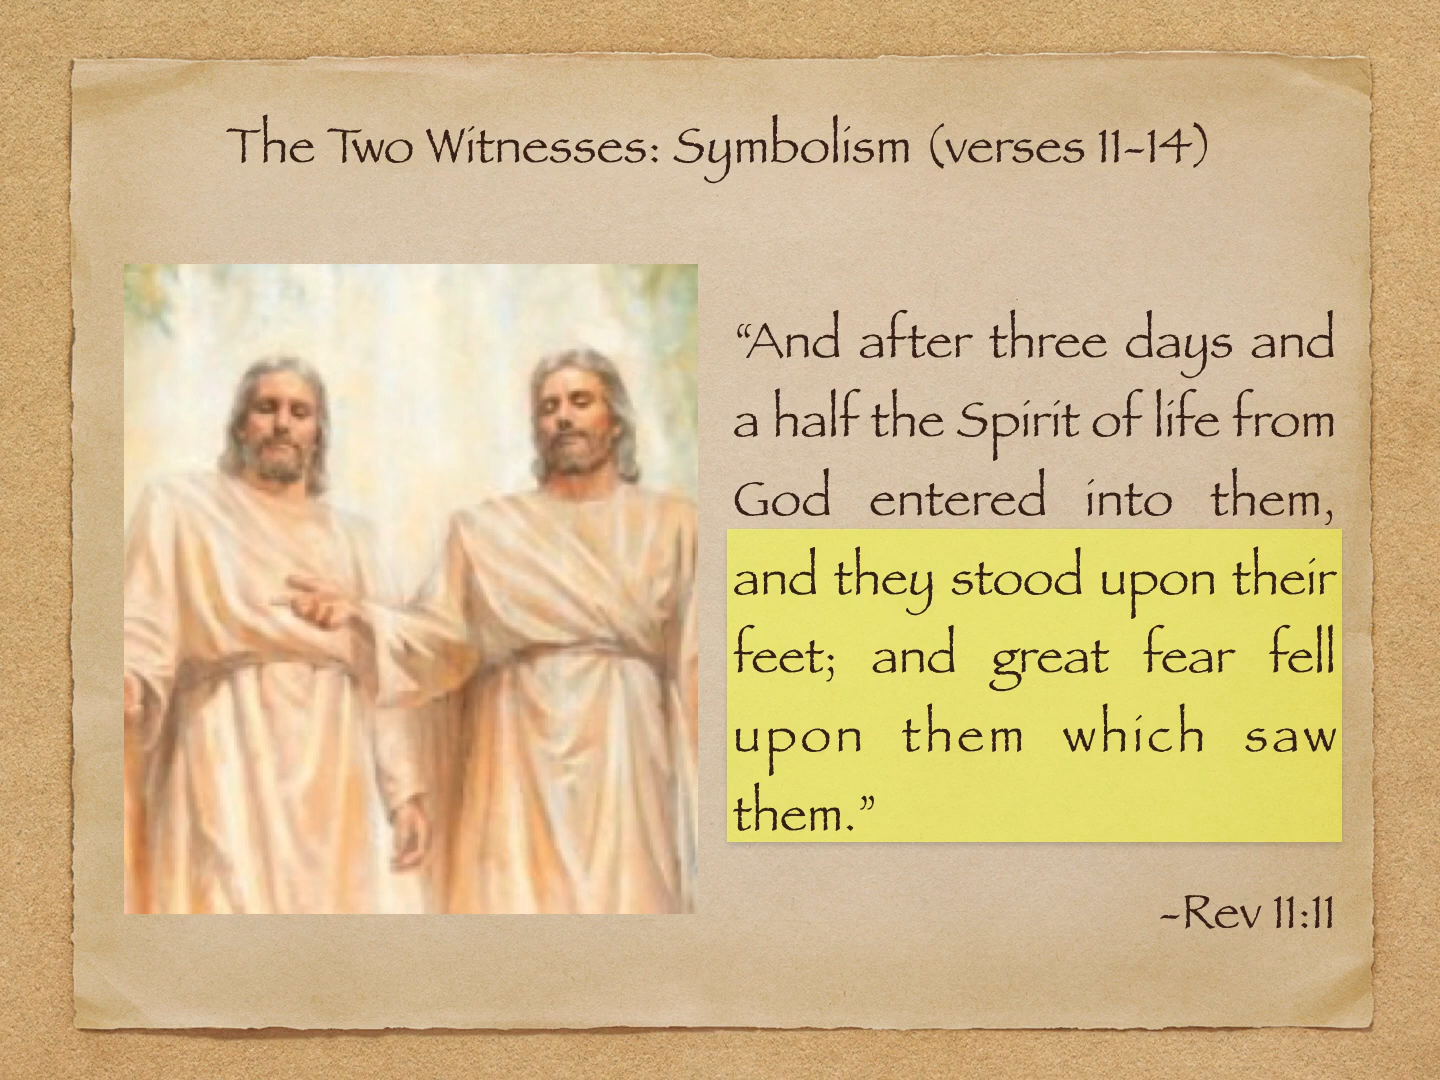 The Two Witnesses: Symbolism (verses 11-14)
“And after three days and
a half the Spirit of life from
God entered into them,
and they stood upon their
feet; and great fear fell
upon them which saw
them.”
-Rev 11:11